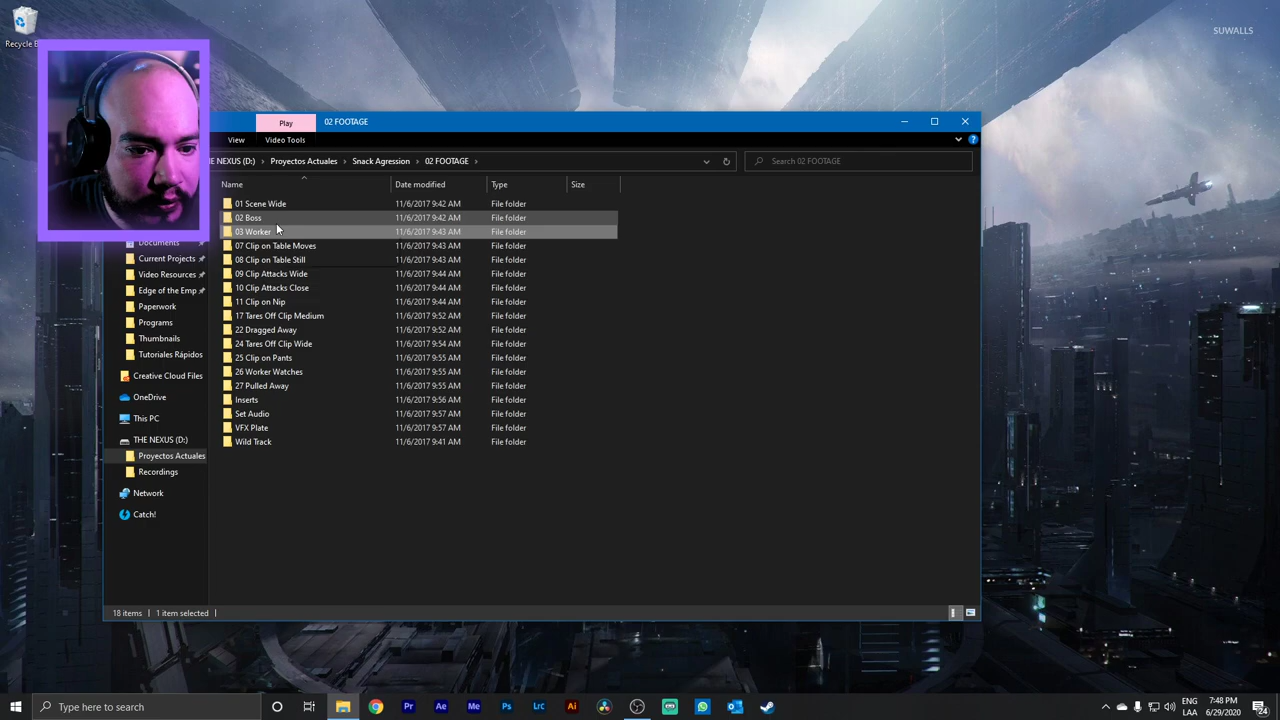 Recycle B
SUWALLS
Play
02 FOOTAGE
View
Video Tools
HE NEXUS (D:) > Proyectos Actuales > Snack Agression > 02 FOOTAGE >
Search 02 FOOTAGE
Name
Date modified
Type
Size
01 Scene Wide 11/6/2017 9:42 AM File folder
02 Boss 11/6/2017 9:42 AM File folder
03 Worker 11/6/2017 9:43 AM File folder
07 Clip on Table Moves 11/6/2017 9:43 AM File folder
08 Clip on Table Still 11/6/2017 9:43 AM File folder
09 Clip Attacks Wide 11/6/2017 9:44 AM File folder
10 Clip Attacks Close 11/6/2017 9:44 AM File folder
11 Clip on Nip 11/6/2017 9:44 AM File folder
17 Tares Off Clip Medium 11/6/2017 9:52 AM File folder
22 Dragged Away 11/6/2017 9:52 AM File folder
24 Tares Off Clip Wide 11/6/2017 9:54 AM File folder
25 Clip on Pants 11/6/2017 9:55 AM File folder
26 Worker Watches 11/6/2017 9:55 AM File folder
27 Pulled Away 11/6/2017 9:55 AM File folder
Inserts 11/6/2017 9:56 AM File folder
Set Audio 11/6/2017 9:57 AM File folder
VFX Plate 11/6/2017 9:57 AM File folder
Wild Track 11/6/2017 9:41 AM File folder
Documents
Current Projects
Video Resources
Edge of the Emp
Paperwork
Programs
Thumbnails
Tutoriales Rápidos
Creative Cloud Files
OneDrive
This PC
THE NEXUS (D:)
Proyectos Actuales
Recordings
Network
Catch!
18 items
1 item selected
Type here to search
Pr
Ae
Me
Ps
Lrc
Ai
ENG
LAA
7:48 PM
6/29/2020
24